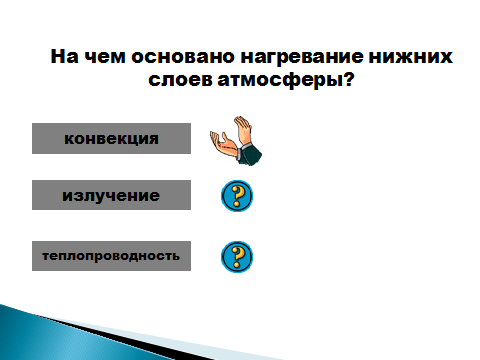 На чем основано нагревание нижних
слоев атмосферы?
конвекция
излучение
?
теплопроводность
?